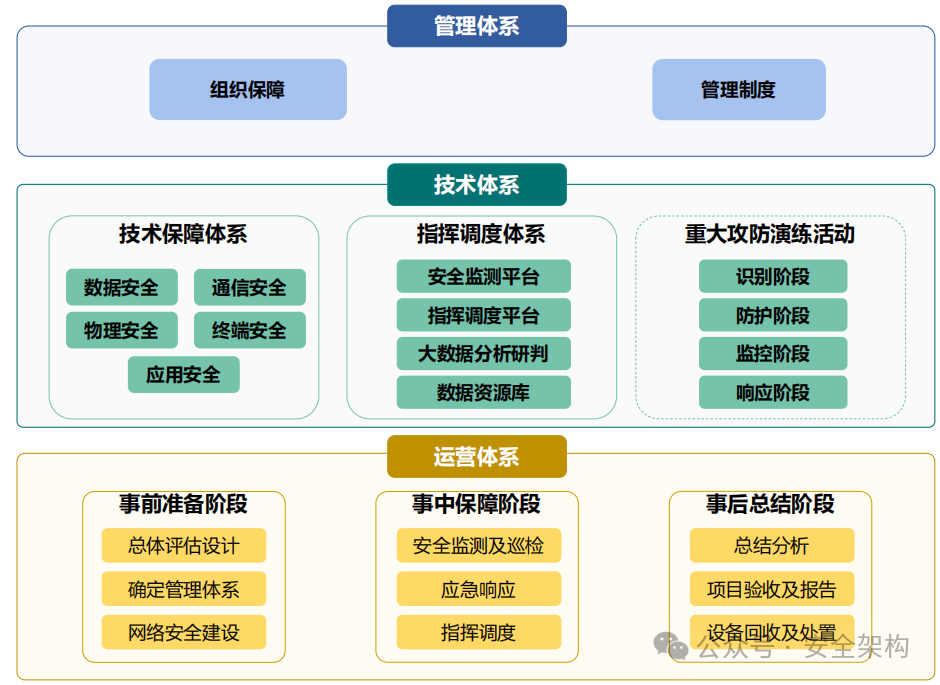 管理体系
组织保障
管理制度
技术体系
技术保障体系
数据安全
通信安全
物理安全
终端安全
应用安全
指挥调度体系
安全监测平台
指挥调度平台
大数据分析研判
数据资源库
重大攻防演练活动
识别阶段
防护阶段
监控阶段
响应阶段
运营体系
事前准备阶段
总体评估设计
确定管理体系
网络安全建设
事中保障阶段
安全监测及巡检
应急响应
指挥调度
事后总结阶段
总结分析
项目验收及报告
设备回收及处置
公众号 · 安全架构